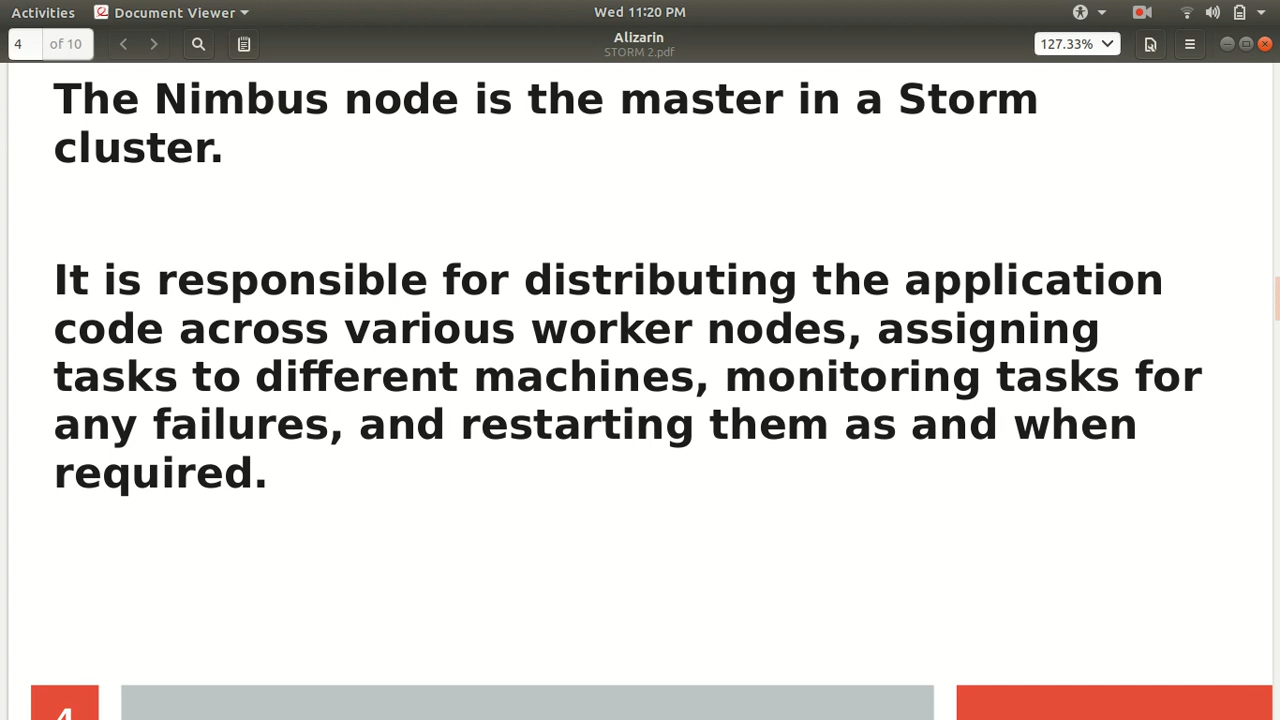 Activities Document Viewer Wed 11:20 PM
4 of 10 Alizarin 127.33%
STORM 2.pdf
The Nimbus node is the master in a Storm
cluster.
It is responsible for distributing the application
code across various worker nodes, assigning
tasks to different machines, monitoring tasks for
any failures, and restarting them as and when
required.
4